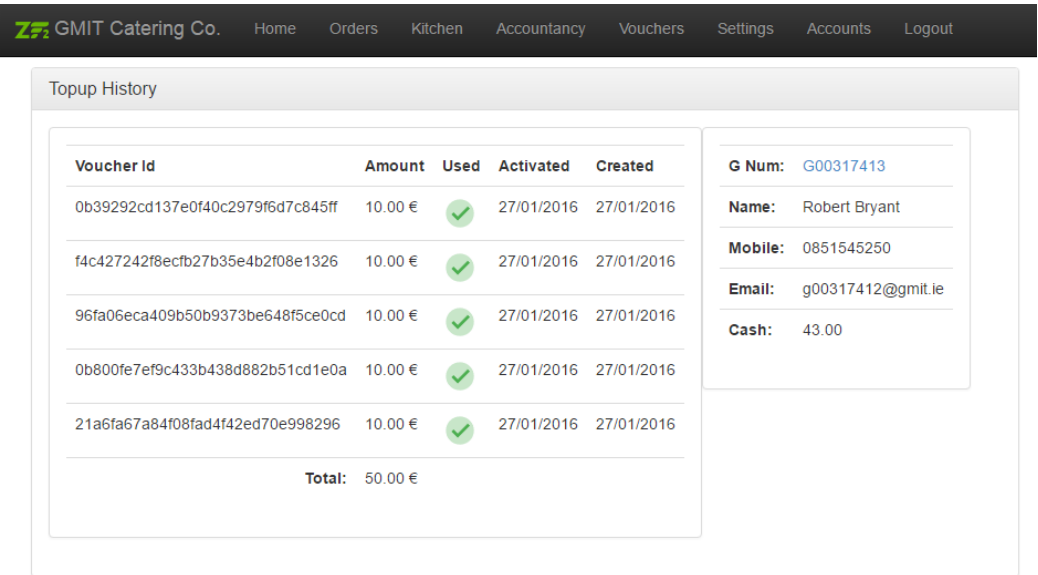 ZF2 GMIT Catering Co. Home Orders Kitchen Accountancy Vouchers Settings Accounts Logout
Topup History
Voucher Id Amount Used Activated Created
0b39292cd137e0f40c2979f6d7c845ff 10.00 € 27/01/2016 27/01/2016
f4c427242f8ecfb27b35e4b2f08e1326 10.00 € 27/01/2016 27/01/2016
96fa06eca409b50b9373be648f5ce0cd 10.00 € 27/01/2016 27/01/2016
0b800fe7ef9c433b438d882b51cd1e0a 10.00 € 27/01/2016 27/01/2016
21a6fa67a84f08fad4f42ed70e998296 10.00 € 27/01/2016 27/01/2016
Total: 50.00 €
G Num: G00317413
Name: Robert Bryant
Mobile: 0851545250
Email: g00317412@gmit.ie
Cash: 43.00